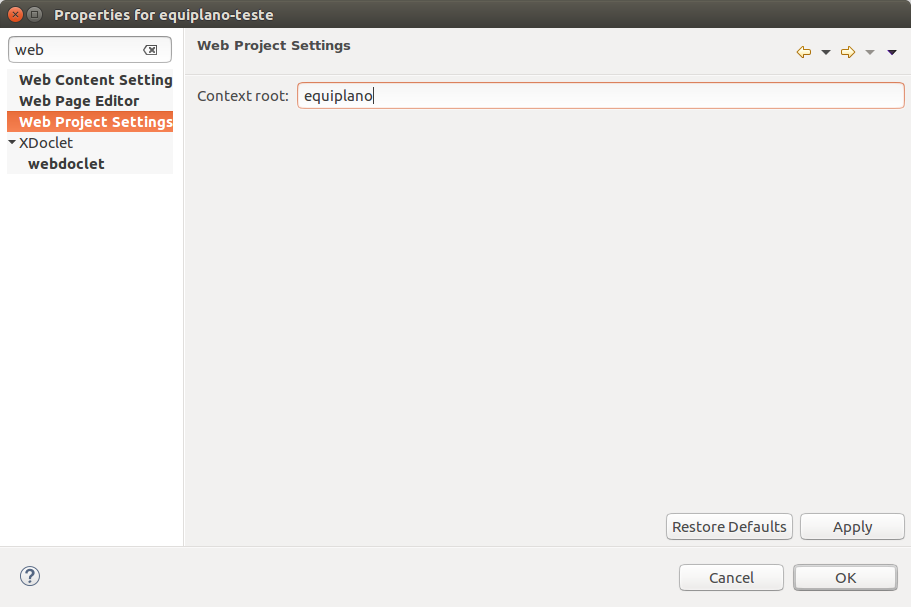 Properties for equiplano-teste
web
Web Content Setting
Web Page Editor
Web Project Settings
XDoclet
webdoclet
Web Project Settings
Context root: equiplano
Restore Defaults Apply
? Cancel OK